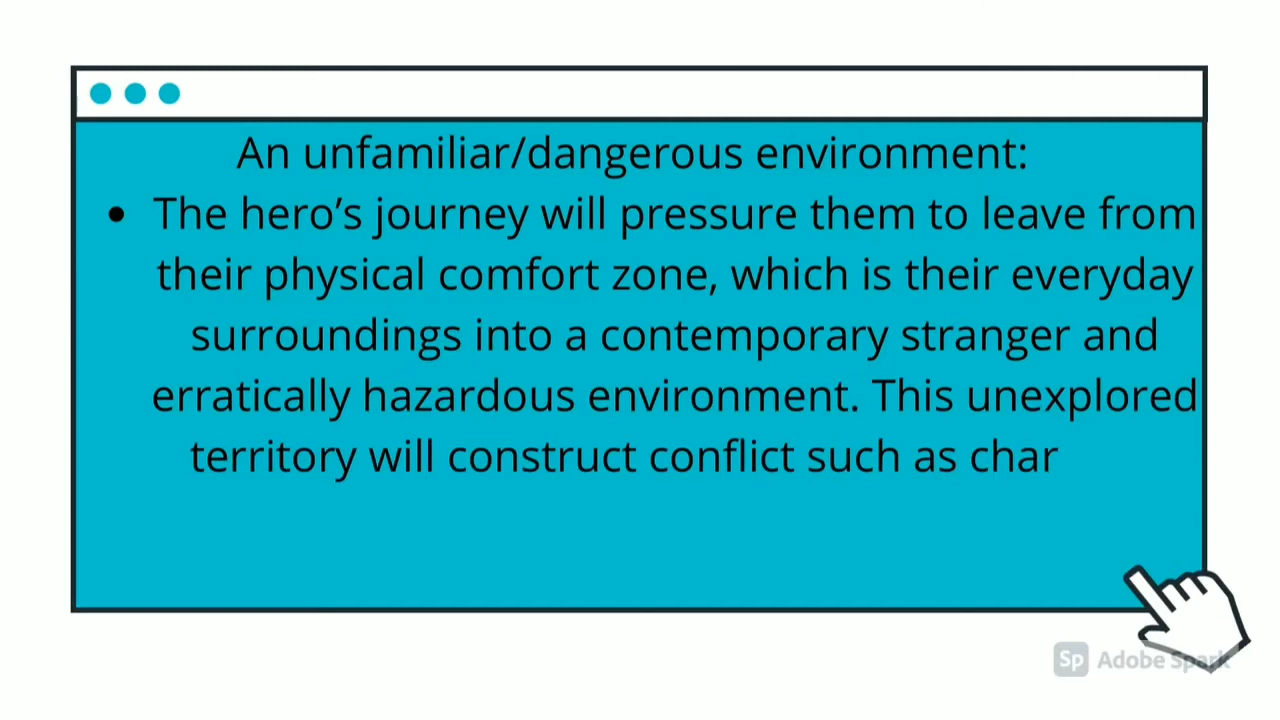 An unfamiliar/dangerous environment:
• The hero’s journey will pressure them to leave from
their physical comfort zone, which is their everyday
surroundings into a contemporary stranger and
erratically hazardous environment. This unexplored
territory will construct conflict such as char
Sp Adobe Spark